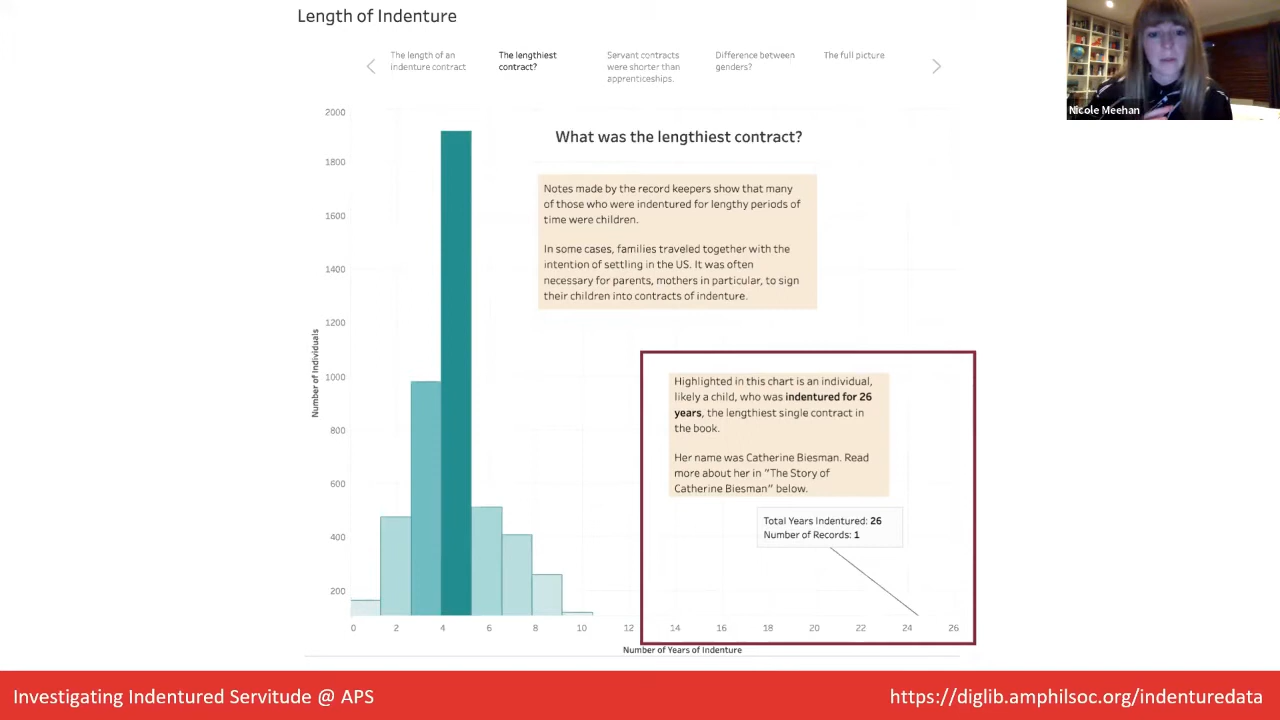 Length of Indenture
The length of an
indenture contract
The lengthiest
contract?
Servant contracts
were shorter than
apprenticeships.
Difference between
genders?
The full picture
Nicole Meehan
What was the lengthiest contract?
Notes made by the record keepers show that many
of those who were indentured for lengthy periods of
time were children.
In some cases, families traveled together with the
intention of settling in the US. It was often
necessary for parents, mothers in particular, to sign
their children into contracts of indenture.
Highlighted in this chart is an individual,
likely a child, who was indentured for 26
years, the lengthiest single contract in
the book.
Her name was Catherine Biesman. Read
more about her in "The Story of
Catherine Biesman" below.
Total Years Indentured: 26
Number of Records: 1
Number of Individuals
2000
1800
1600
1400
1200
1000
800
600
400
200
0 2 4 6 8 10 12 14 16 18 20 22 24 26
Number of Years of Indenture
Investigating Indentured Servitude @ APS
https://diglib.amphilsoc.org/indenturedata